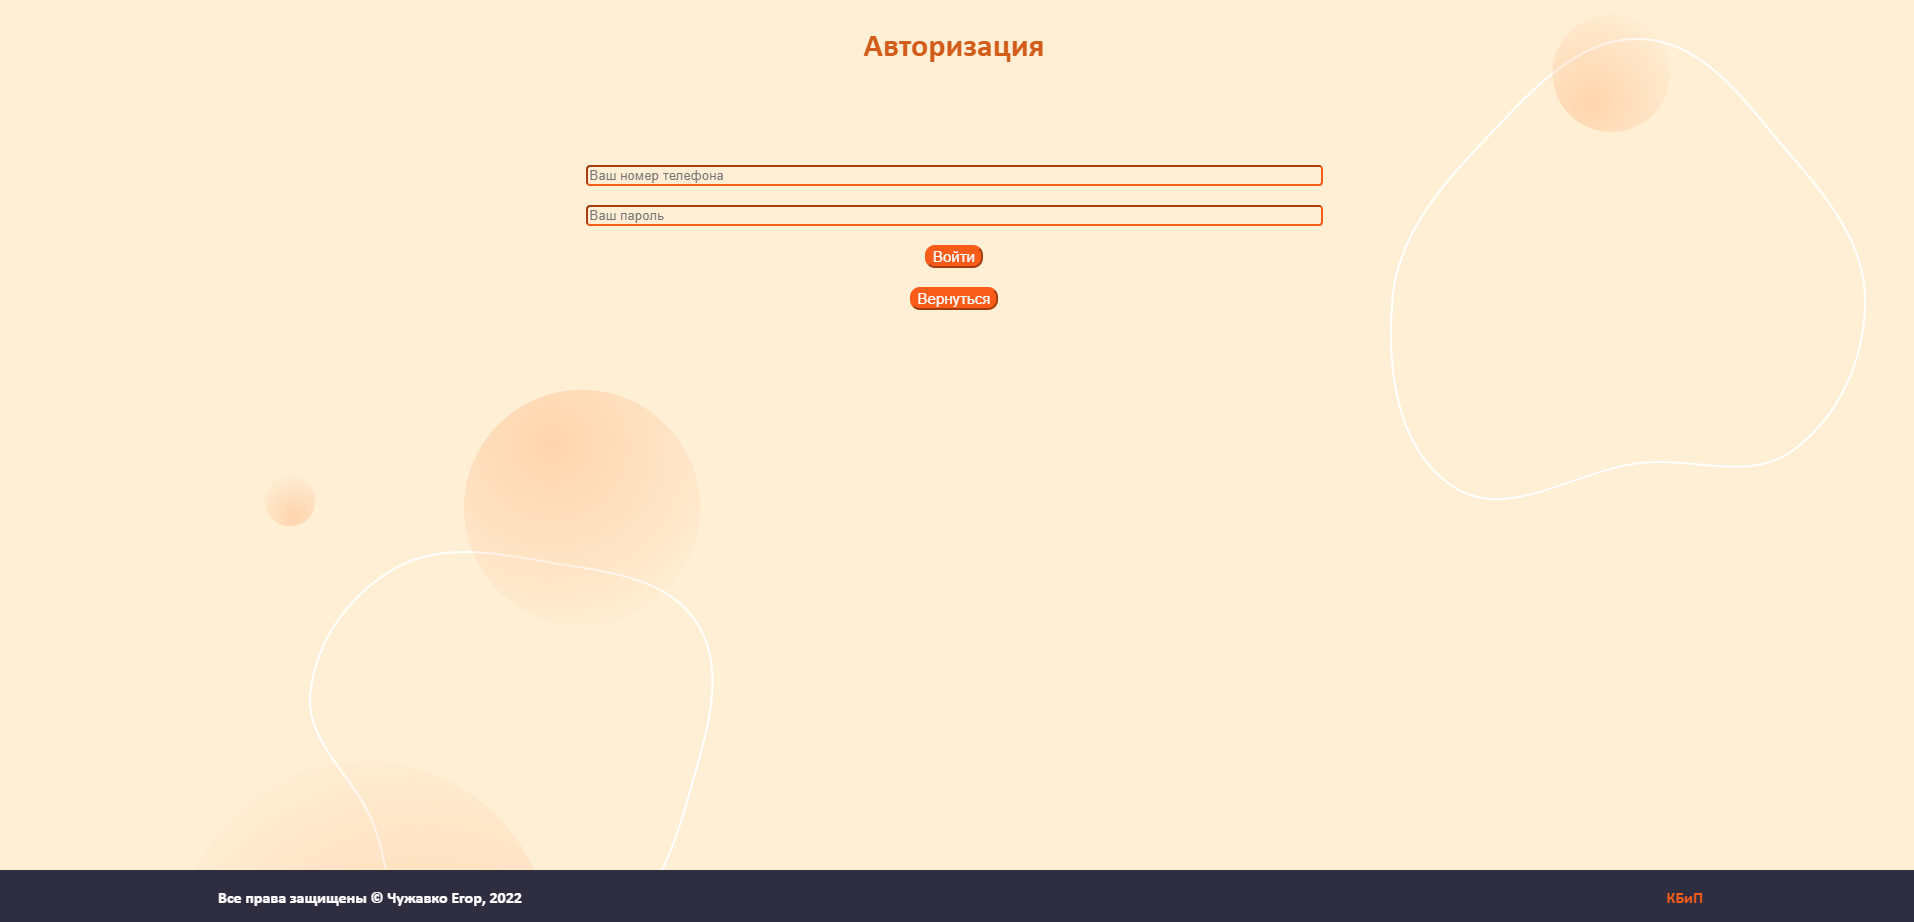 Авторизация
Ваш номер телефона
Ваш пароль
Войти
Вернуться
Все права защищены © Чужавко Егор, 2022
КБиП